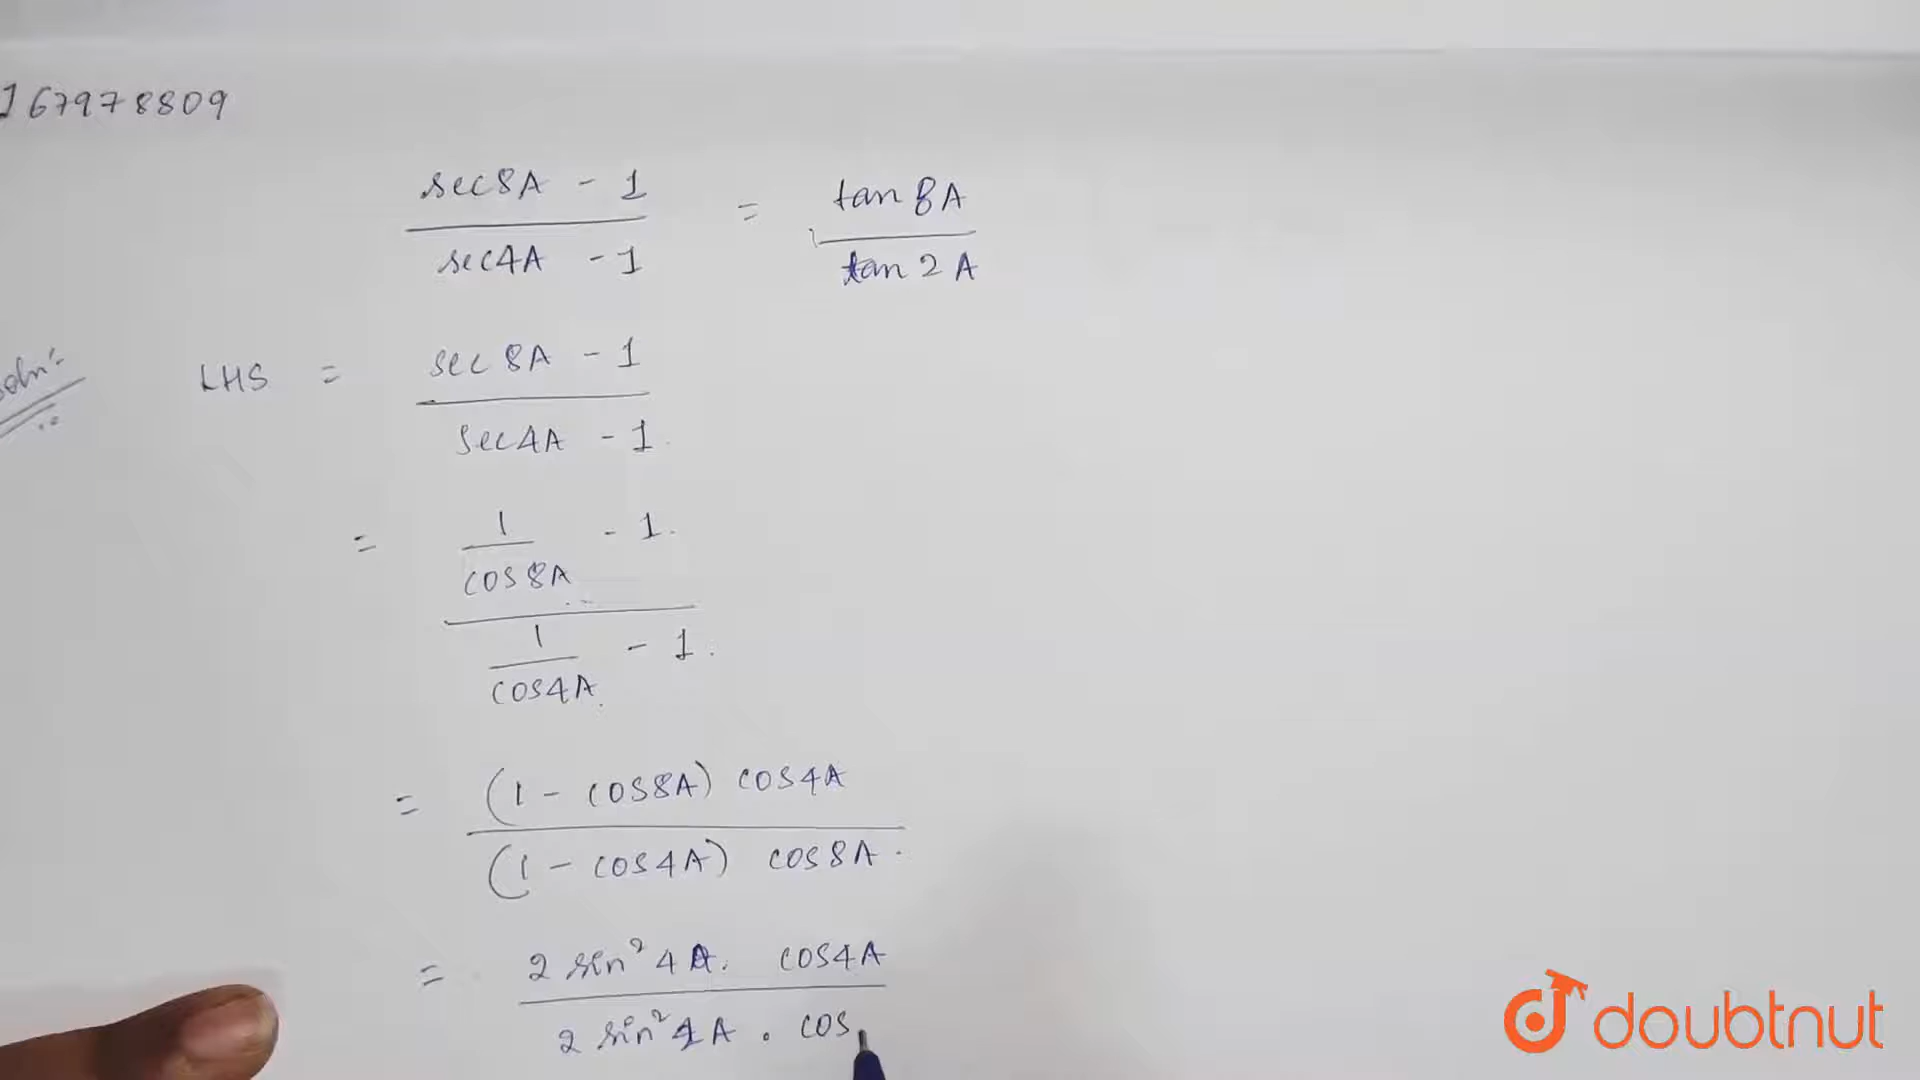 167978809
sec8A - 1 = tan 8A
sec4A - 1 tan 2A
soln:- LHS = sec 8A - 1
sec4A - 1.
= 1 - 1.
cos8A
1 - 1.
cos4A.
= (1 - cos8A) cos4A
(1 - cos4A) cos8A.
= 2 sin² 4A. cos4A
2 sin² A . cos
doubtnut